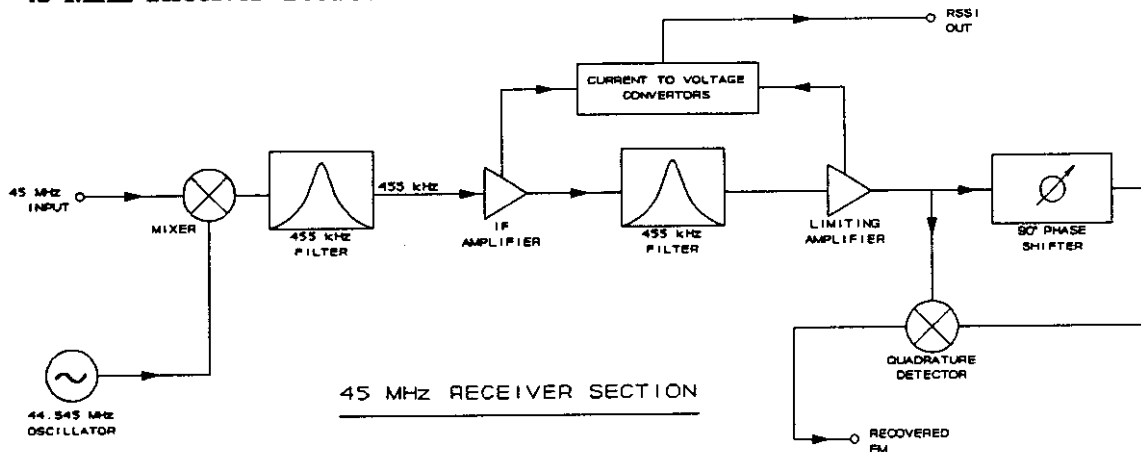 RSSI
OUT
CURRENT TO VOLTAGE
CONVERTORS
45 MHz
INPUT
MIXER
455 kHz
FILTER
455 kHz
IF
AMPLIFIER
455 kHz
FILTER
LIMITING
AMPLIFIER
90° PHASE
SHIFTER
QUADRATURE
DETECTOR
44.545 MHz
OSCILLATOR
45 MHz RECEIVER SECTION
RECOVERED
FM